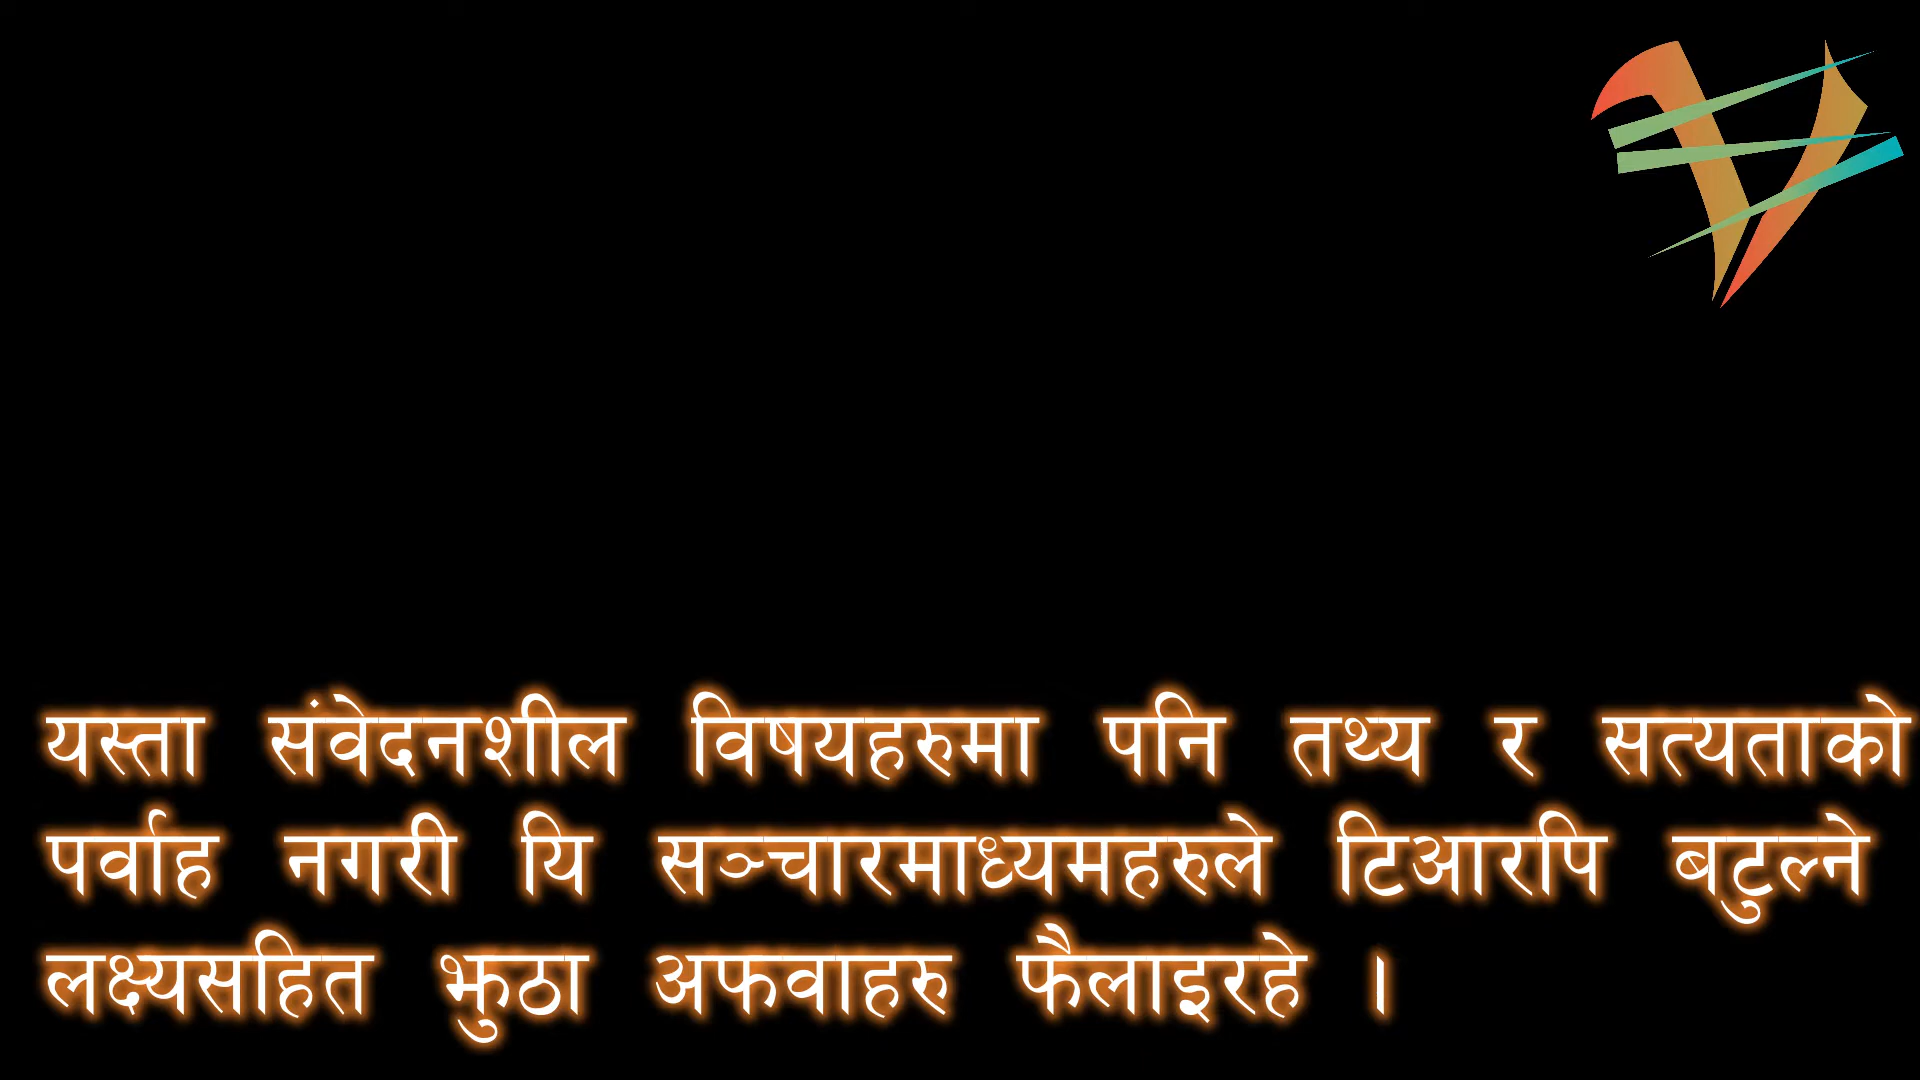 यस्ता संवेदनशील विषयहरुमा पनि तथ्य र सत्यताको
पर्वाह नगरी यि सञ्चारमाध्यमहरुले टिआरपि बटुल्ने
लक्ष्यसहित झुठा अफवाहरु फैलाइरहे ।